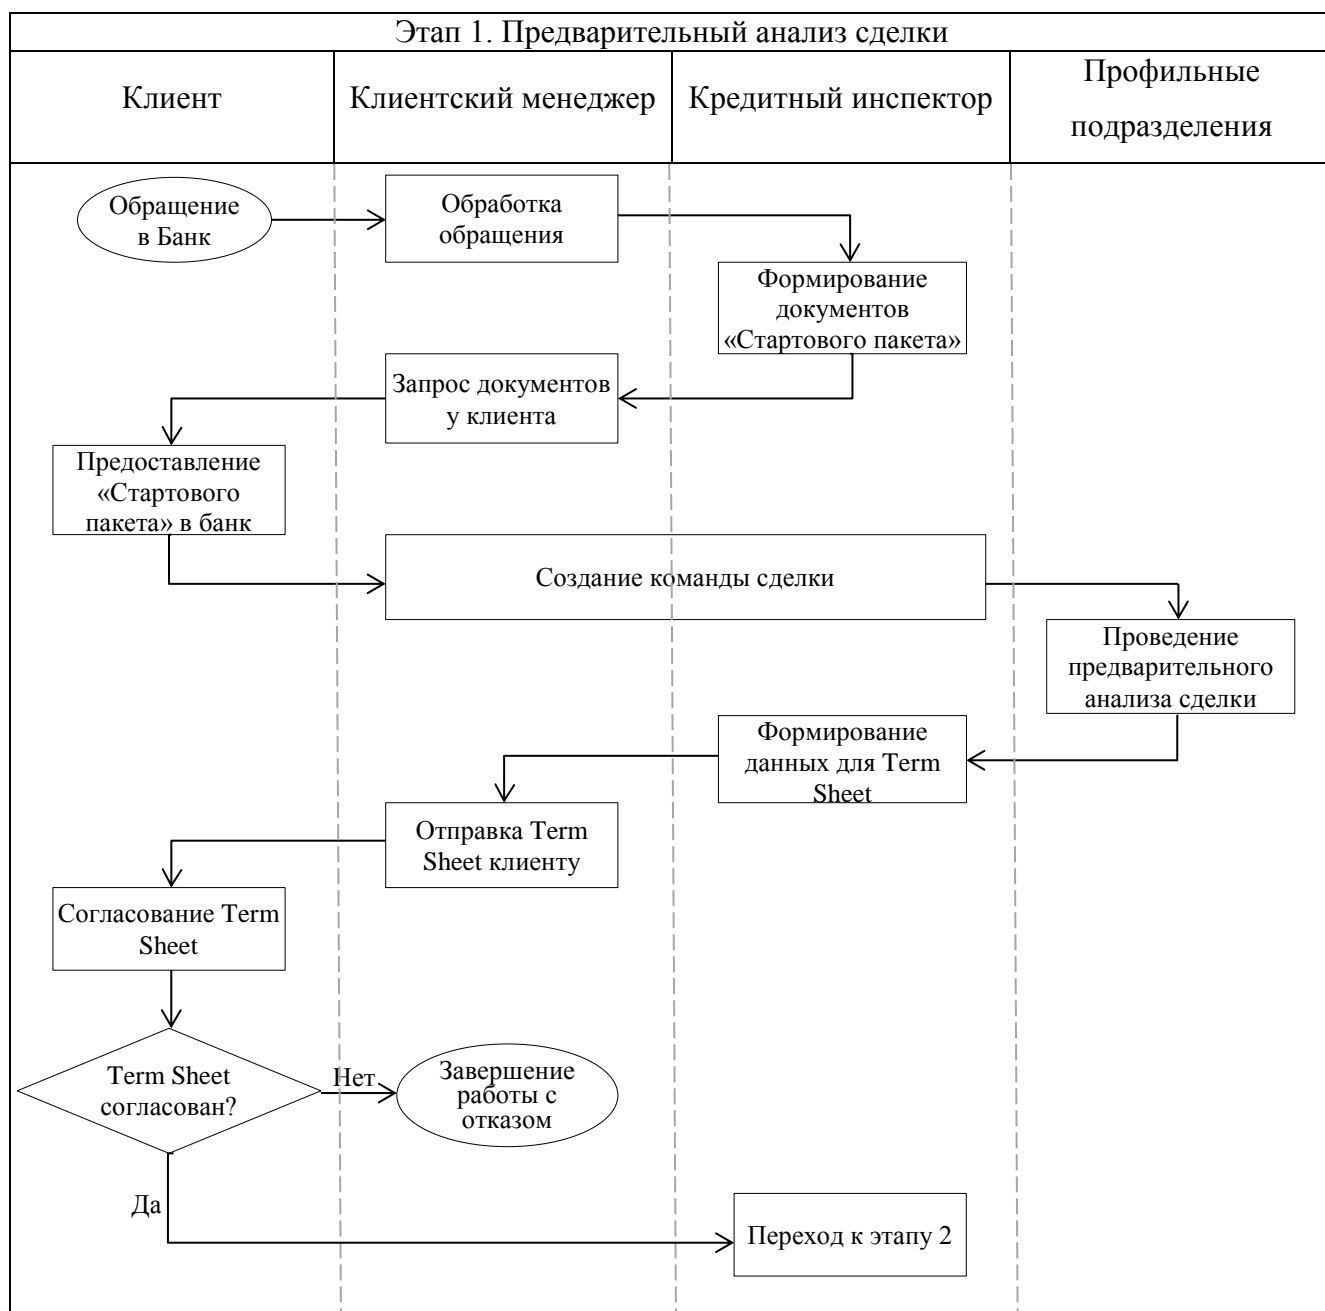 Этап 1. Предварительный анализ сделки
Клиент
Клиентский менеджер
Кредитный инспектор
Профильные
подразделения
Обращение
в Банк
Обработка
обращения
Формирование
документов
«Стартового пакета»
Запрос документов
у клиента
Предоставление
«Стартового
пакета» в банк
Создание команды сделки
Проведение
предварительного
анализа сделки
Формирование
данных для Term
Sheet
Отправка Term
Sheet клиенту
Согласование Term
Sheet
Term Sheet
согласован?
Нет
Завершение
работы с
отказом
Да
Переход к этапу 2